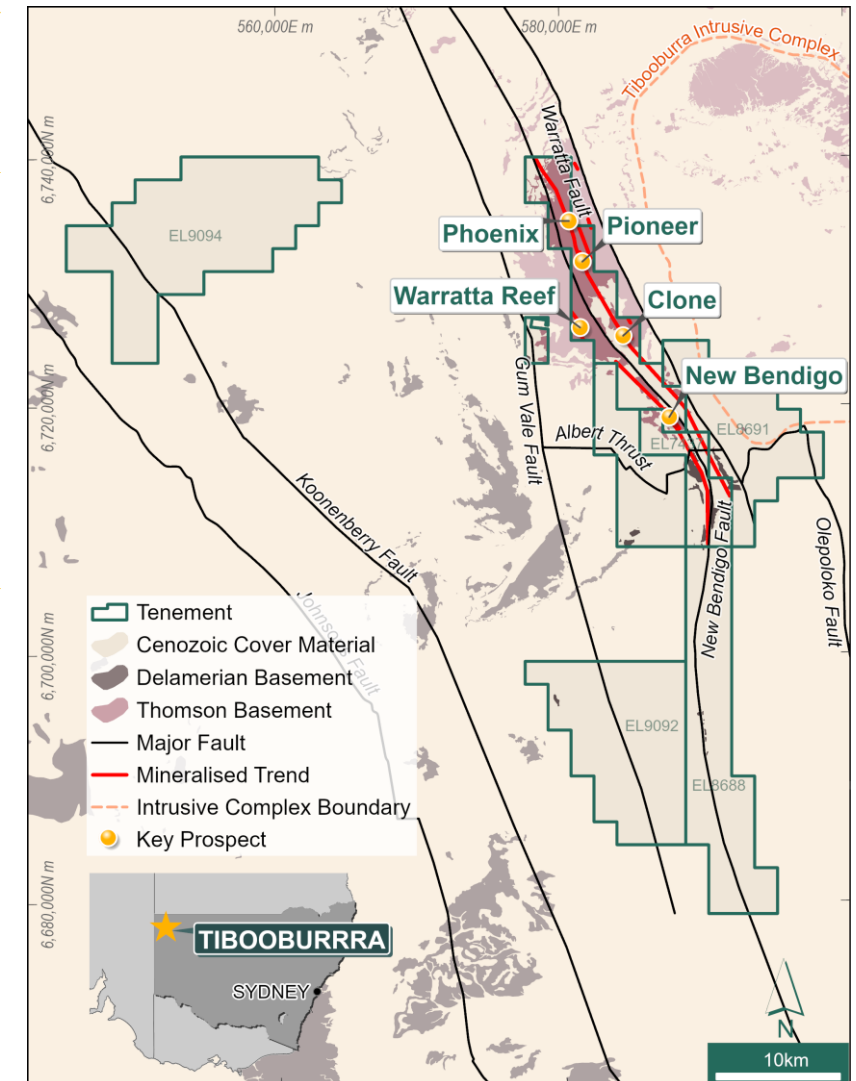 560,000E m
580,000E m
Tibooburra Intrusive Complex
6,740,000N m
Warratta Fault
EL9094
Phoenix
Pioneer
Warratta Reef
Clone
Gum Vale Fault
New Bendigo
6,720,000N m
Albert Thrust
EL8691
Koonenberry Fault
New Bendigo Fault
Olepoloko Fault
Johnsons Fault
Tenement
Cenozoic Cover Material
Delamerian Basement
Thomson Basement
Major Fault
Mineralised Trend
Intrusive Complex Boundary
Key Prospect
6,700,000N m
EL9092
EL8688
6,680,000N m
TIBOOBURRRA
SYDNEY
N
10km